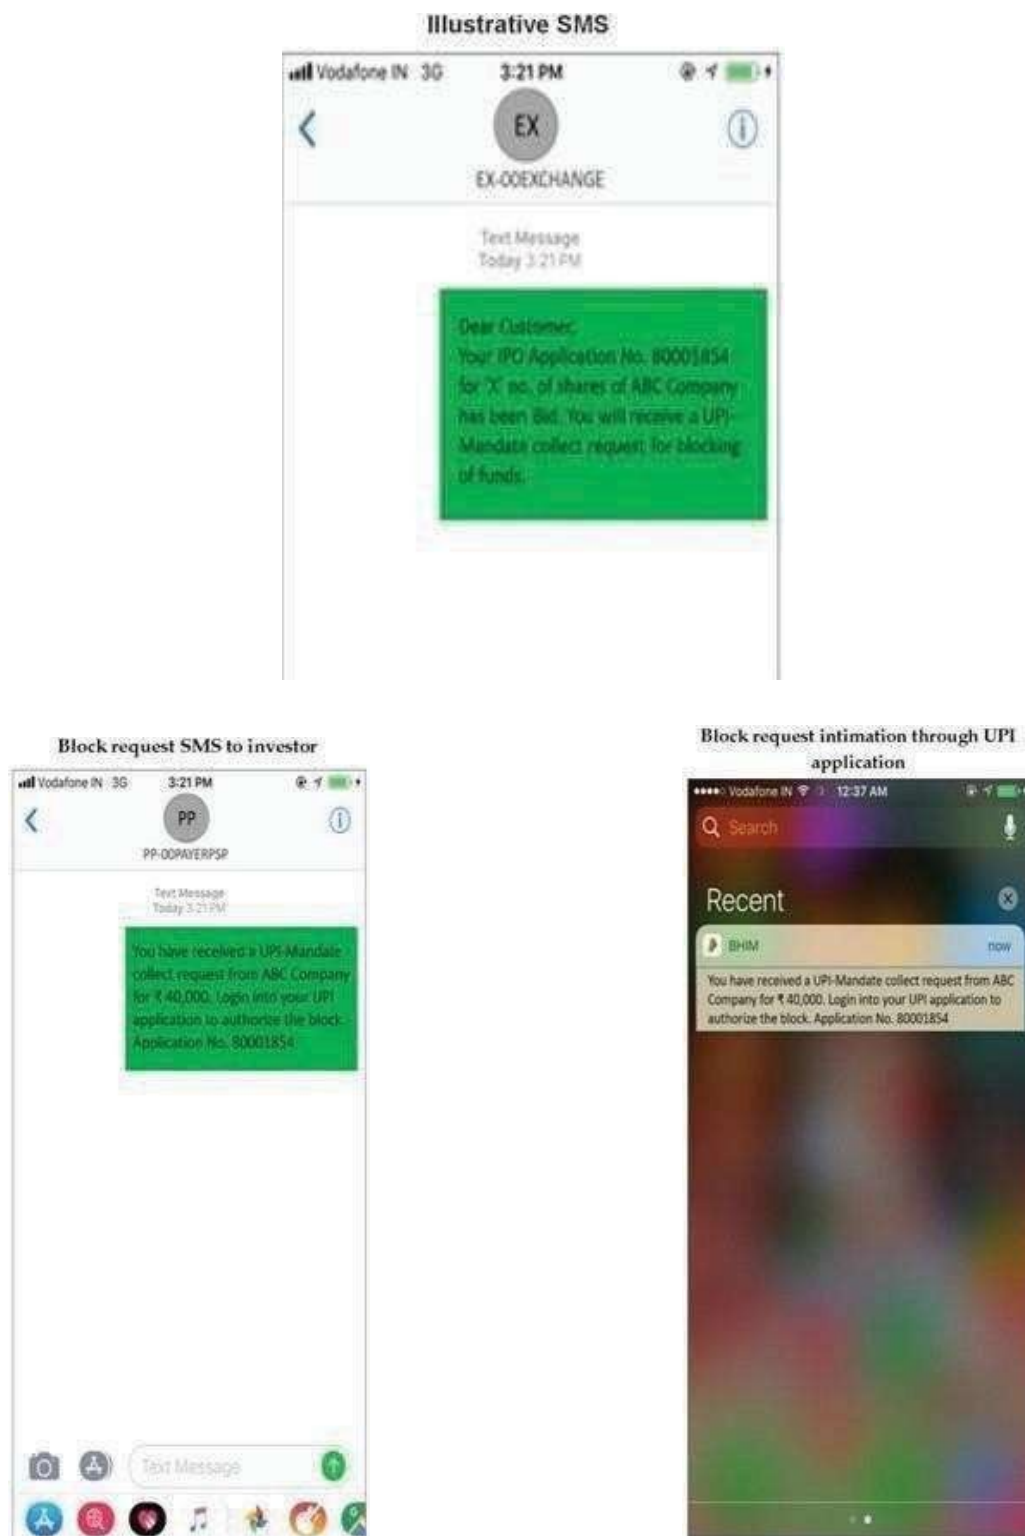 Illustrative SMS
Vodafone IN 3G 3:21 PM
EX
EX-00EXCHANGE
Text Message
Today 3:21 PM
Dear Customer,
Your IPO Application No. 80001854
for 'X' no. of shares of ABC Company
has been Bid. You will receive a UPI-
Mandate collect request for blocking
of funds.
Block request SMS to investor
Vodafone IN 3G 3:21 PM
PP
PP-00PAYERPSP
Text Message
Today 3:21 PM
You have received a UPI-Mandate
collect request from ABC Company
for ₹ 40,000. Login into your UPI
application to authorize the block.
Application No. 80001854
Text Message
Block request intimation through UPI
application
Vodafone IN 12:37 AM
Search
Recent
BHIM now
You have received a UPI-Mandate collect request from ABC
Company for ₹ 40,000. Login into your UPI application to
authorize the block. Application No. 80001854